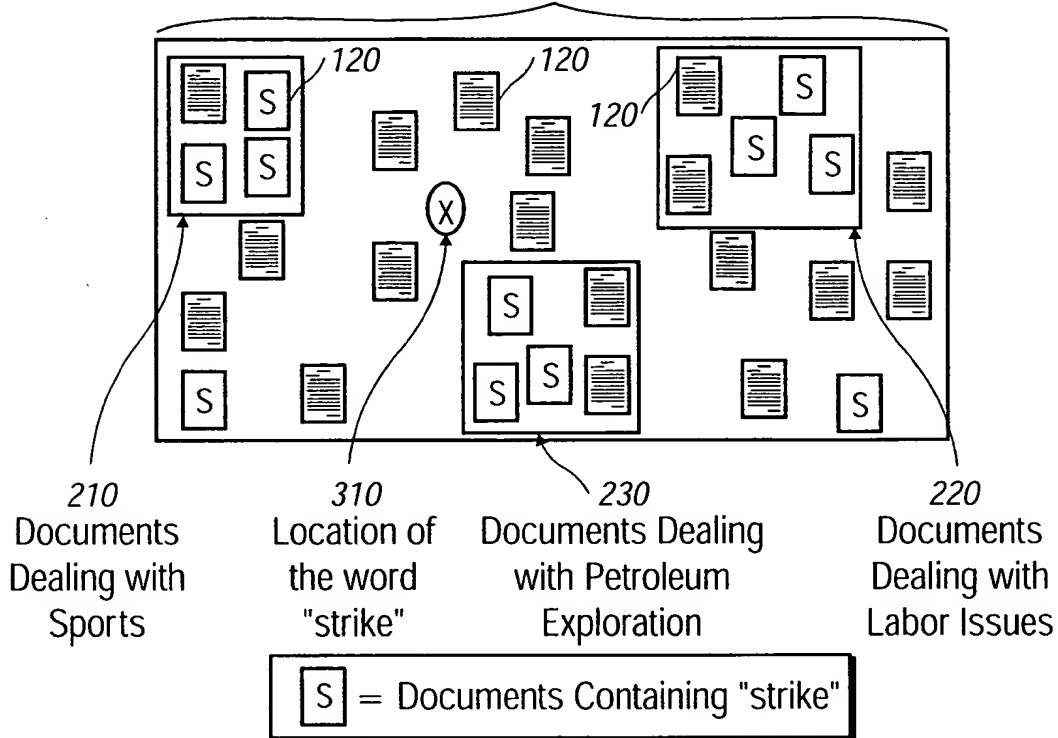 120
120
120
S
S
S
S
S
S
S
X
S
S
S
S
S
210
Documents
Dealing with
Sports
310
Location of
the word
"strike"
230
Documents Dealing
with Petroleum
Exploration
220
Documents
Dealing with
Labor Issues
S = Documents Containing "strike"